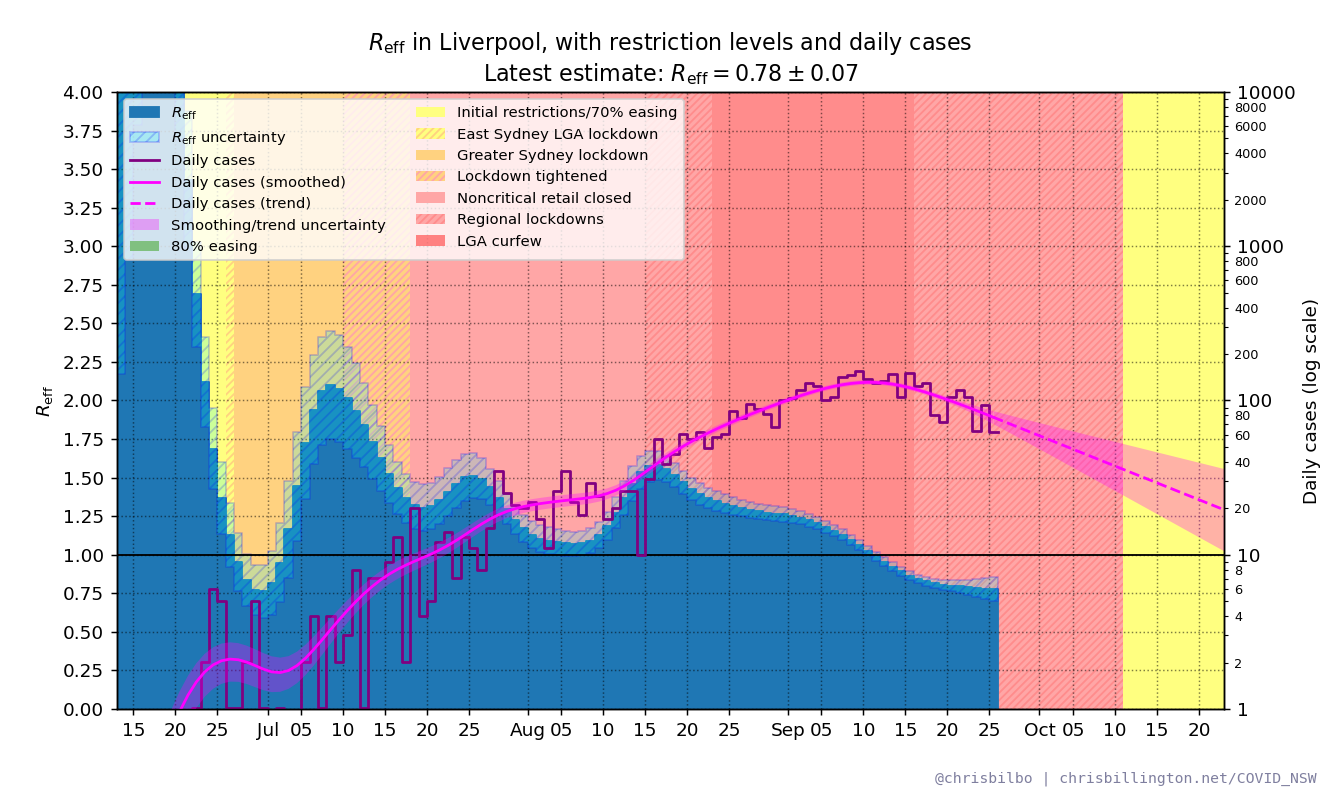 Reff in Liverpool, with restriction levels and daily cases
Latest estimate: Reff = 0.78 ± 0.07
Reff
Reff uncertainty
Daily cases
Daily cases (smoothed)
Daily cases (trend)
Smoothing/trend uncertainty
80% easing
Initial restrictions/70% easing
East Sydney LGA lockdown
Greater Sydney lockdown
Lockdown tightened
Noncritical retail closed
Regional lockdowns
LGA curfew
Reff
4.00
3.75
3.50
3.25
3.00
2.75
2.50
2.25
2.00
1.75
1.50
1.25
1.00
0.75
0.50
0.25
0.00
10000
8000
6000
4000
2000
1000
800
600
400
200
100
80
60
40
20
10
8
6
4
2
1
Daily cases (log scale)
15 20 25 Jul 05 10 15 20 25 Aug 05 10 15 20 25 Sep 05 10 15 20 25 Oct 05 10 15 20
@chrisbilbo | chrisbillington.net/COVID_NSW